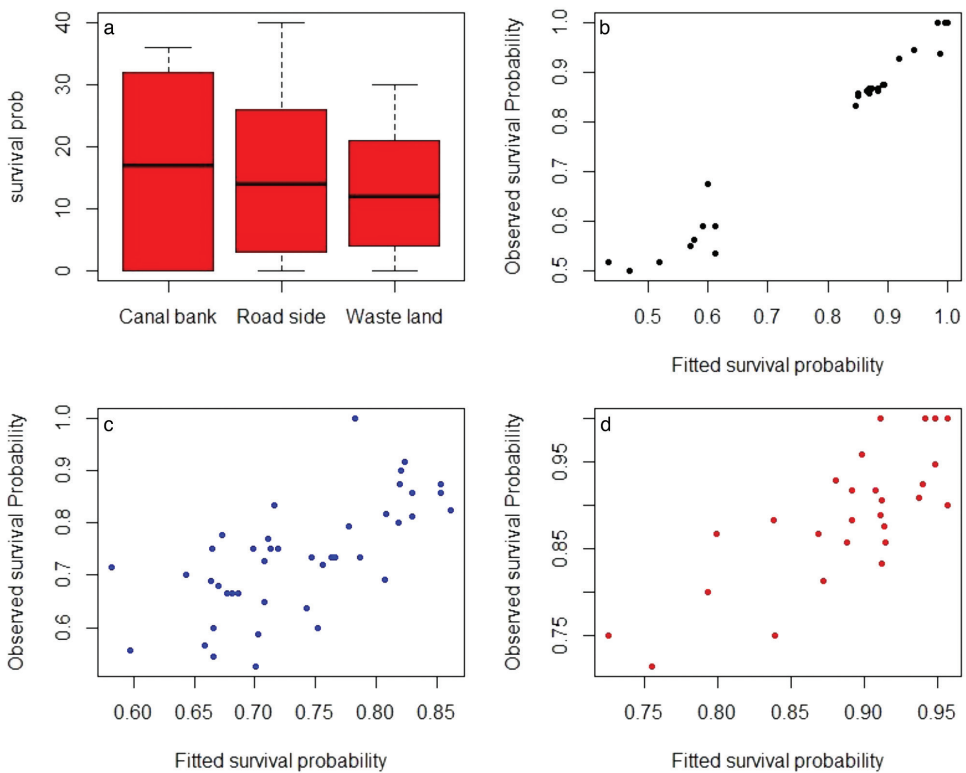 a
survival prob
40
30
20
10
0
Canal bank Road side Waste land
b
Observed survival Probability
1.0
0.9
0.8
0.7
0.6
0.5
0.5 0.6 0.7 0.8 0.9 1.0
Fitted survival probability
c
Observed survival Probability
1.0
0.9
0.8
0.7
0.6
0.60 0.65 0.70 0.75 0.80 0.85
Fitted survival probability
d
Observed survival Probability
0.95
0.85
0.75
0.75 0.80 0.85 0.90 0.95
Fitted survival probability